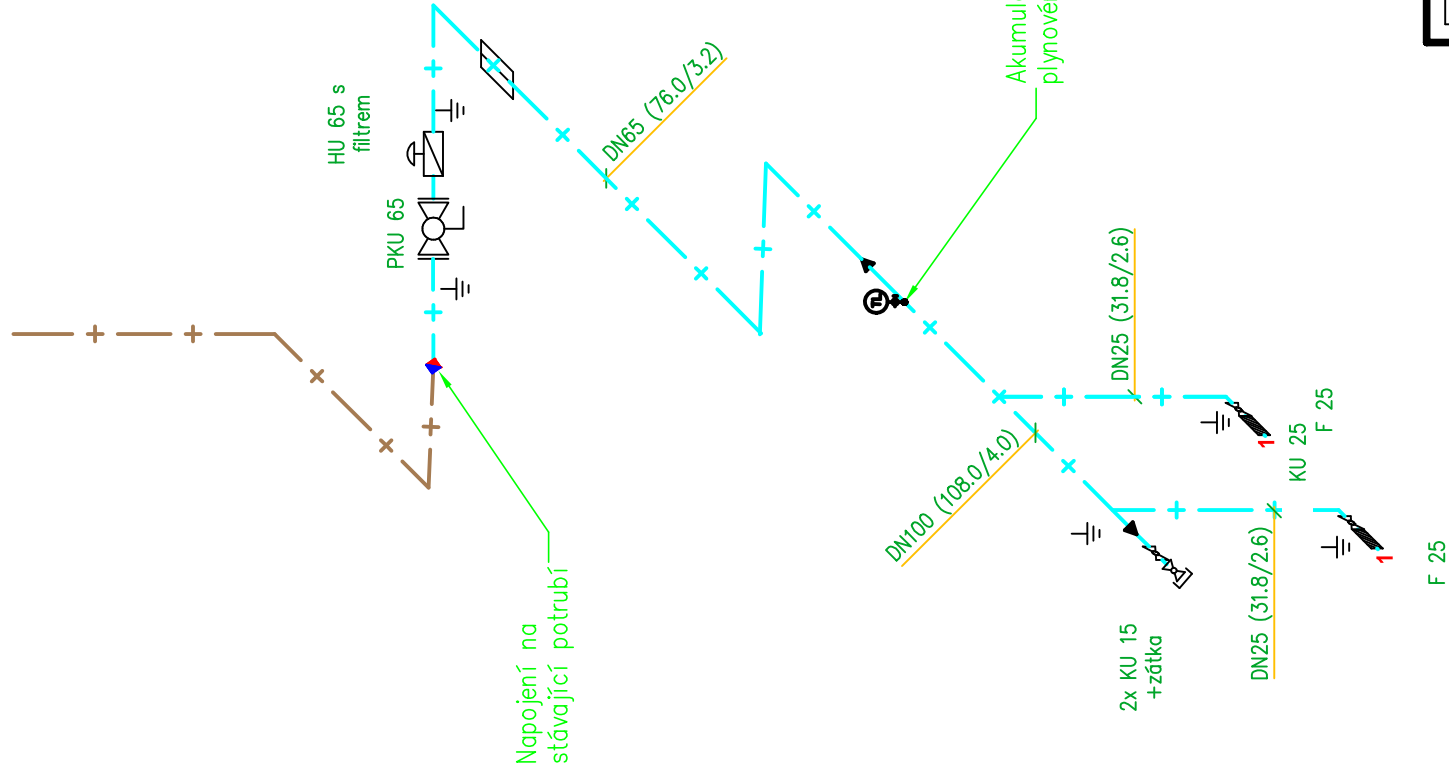 HU 65 s
filtrem
PKU 65
DN65 (76.0/3.2)
plynové
TL
DN25 (31.8/2.6)
DN100 (108.0/4.0)
Napojení na
stávající potrubí
1
KU 25
F 25
2x KU 15
+zátka
DN25 (31.8/2.6)
1
F 25